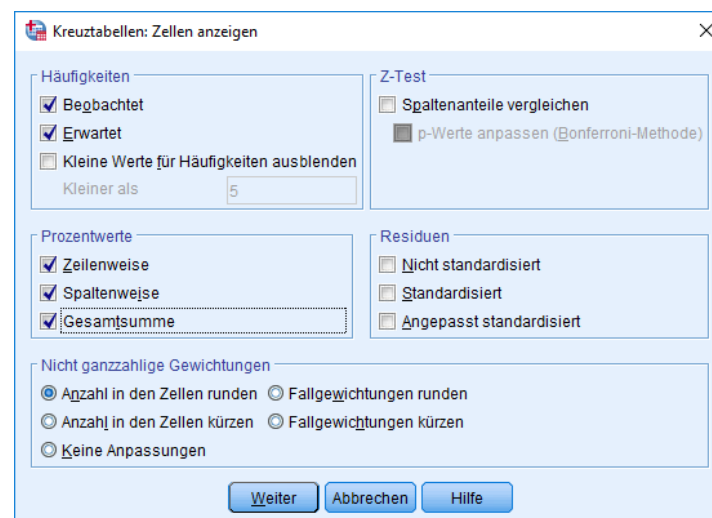 Kreuztabellen: Zellen anzeigen
Häufigkeiten
Beobachtet
Erwartet
Kleine Werte für Häufigkeiten ausblenden
Kleiner als 5
Z-Test
Spaltenanteile vergleichen
p-Werte anpassen (Bonferroni-Methode)
Prozentwerte
Zeilenweise
Spaltenweise
Gesamtsumme
Residuen
Nicht standardisiert
Standardisiert
Angepasst standardisiert
Nicht ganzzahlige Gewichtungen
Anzahl in den Zellen runden Fallgewichtungen runden
Anzahl in den Zellen kürzen Fallgewichtungen kürzen
Keine Anpassungen
Weiter Abbrechen Hilfe